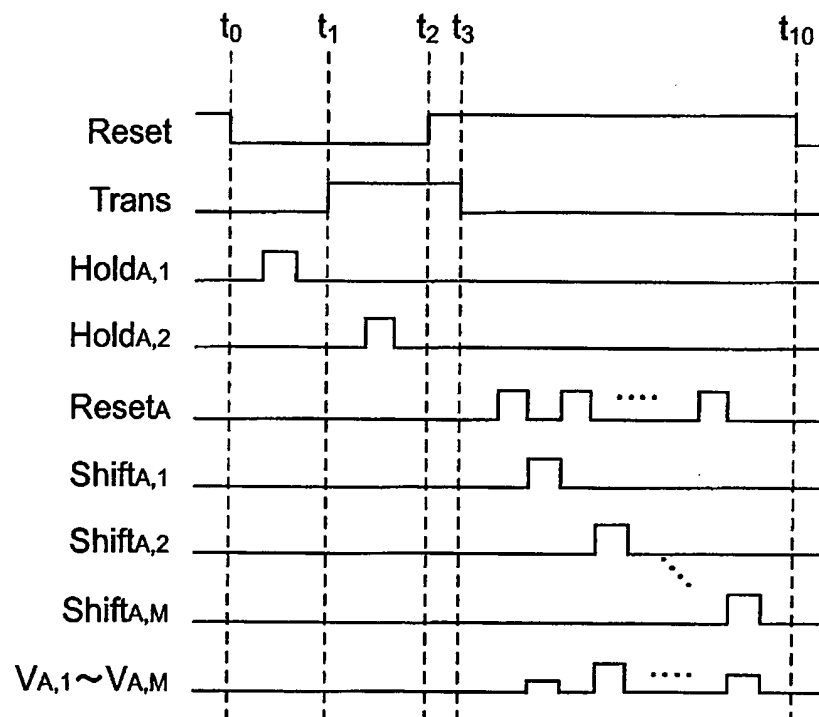 t0 t1 t2 t3 t10
Reset
Trans
HoldA,1
HoldA,2
ResetA
ShiftA,1
ShiftA,2
ShiftA,M
VA,1~VA,M